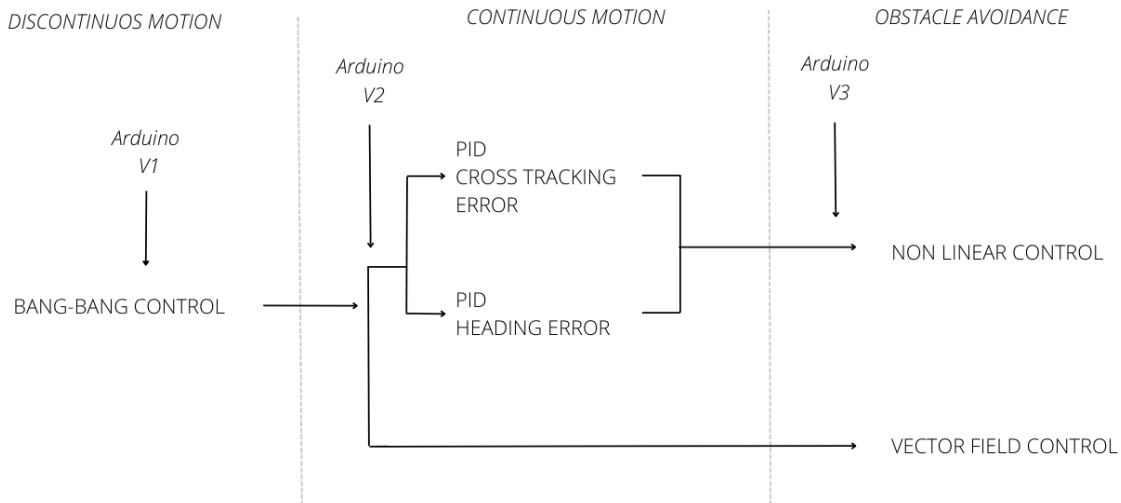 DISCONTINUOS MOTION
CONTINUOUS MOTION
OBSTACLE AVOIDANCE
Arduino
V1
Arduino
V2
Arduino
V3
BANG-BANG CONTROL
PID
CROSS TRACKING
ERROR
PID
HEADING ERROR
NON LINEAR CONTROL
VECTOR FIELD CONTROL